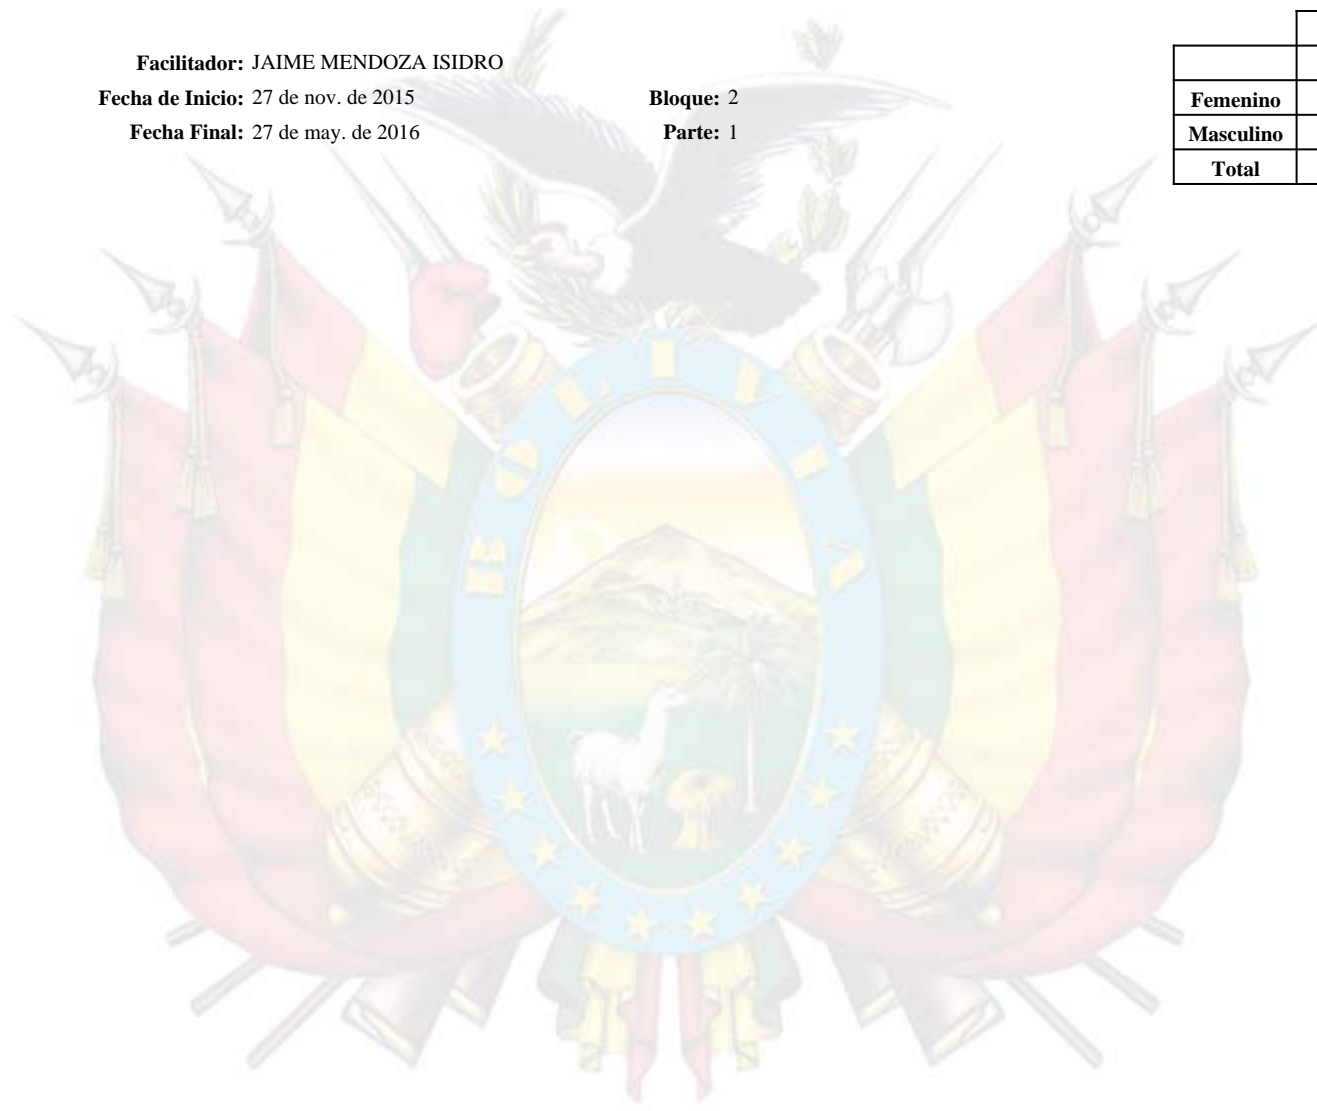 Facilitador: JAIME MENDOZA ISIDRO
Fecha de Inicio: 27 de nov. de 2015 Bloque: 2
Fecha Final: 27 de may. de 2016 Parte: 1
Femenino
Masculino
Total
BOLIVIA